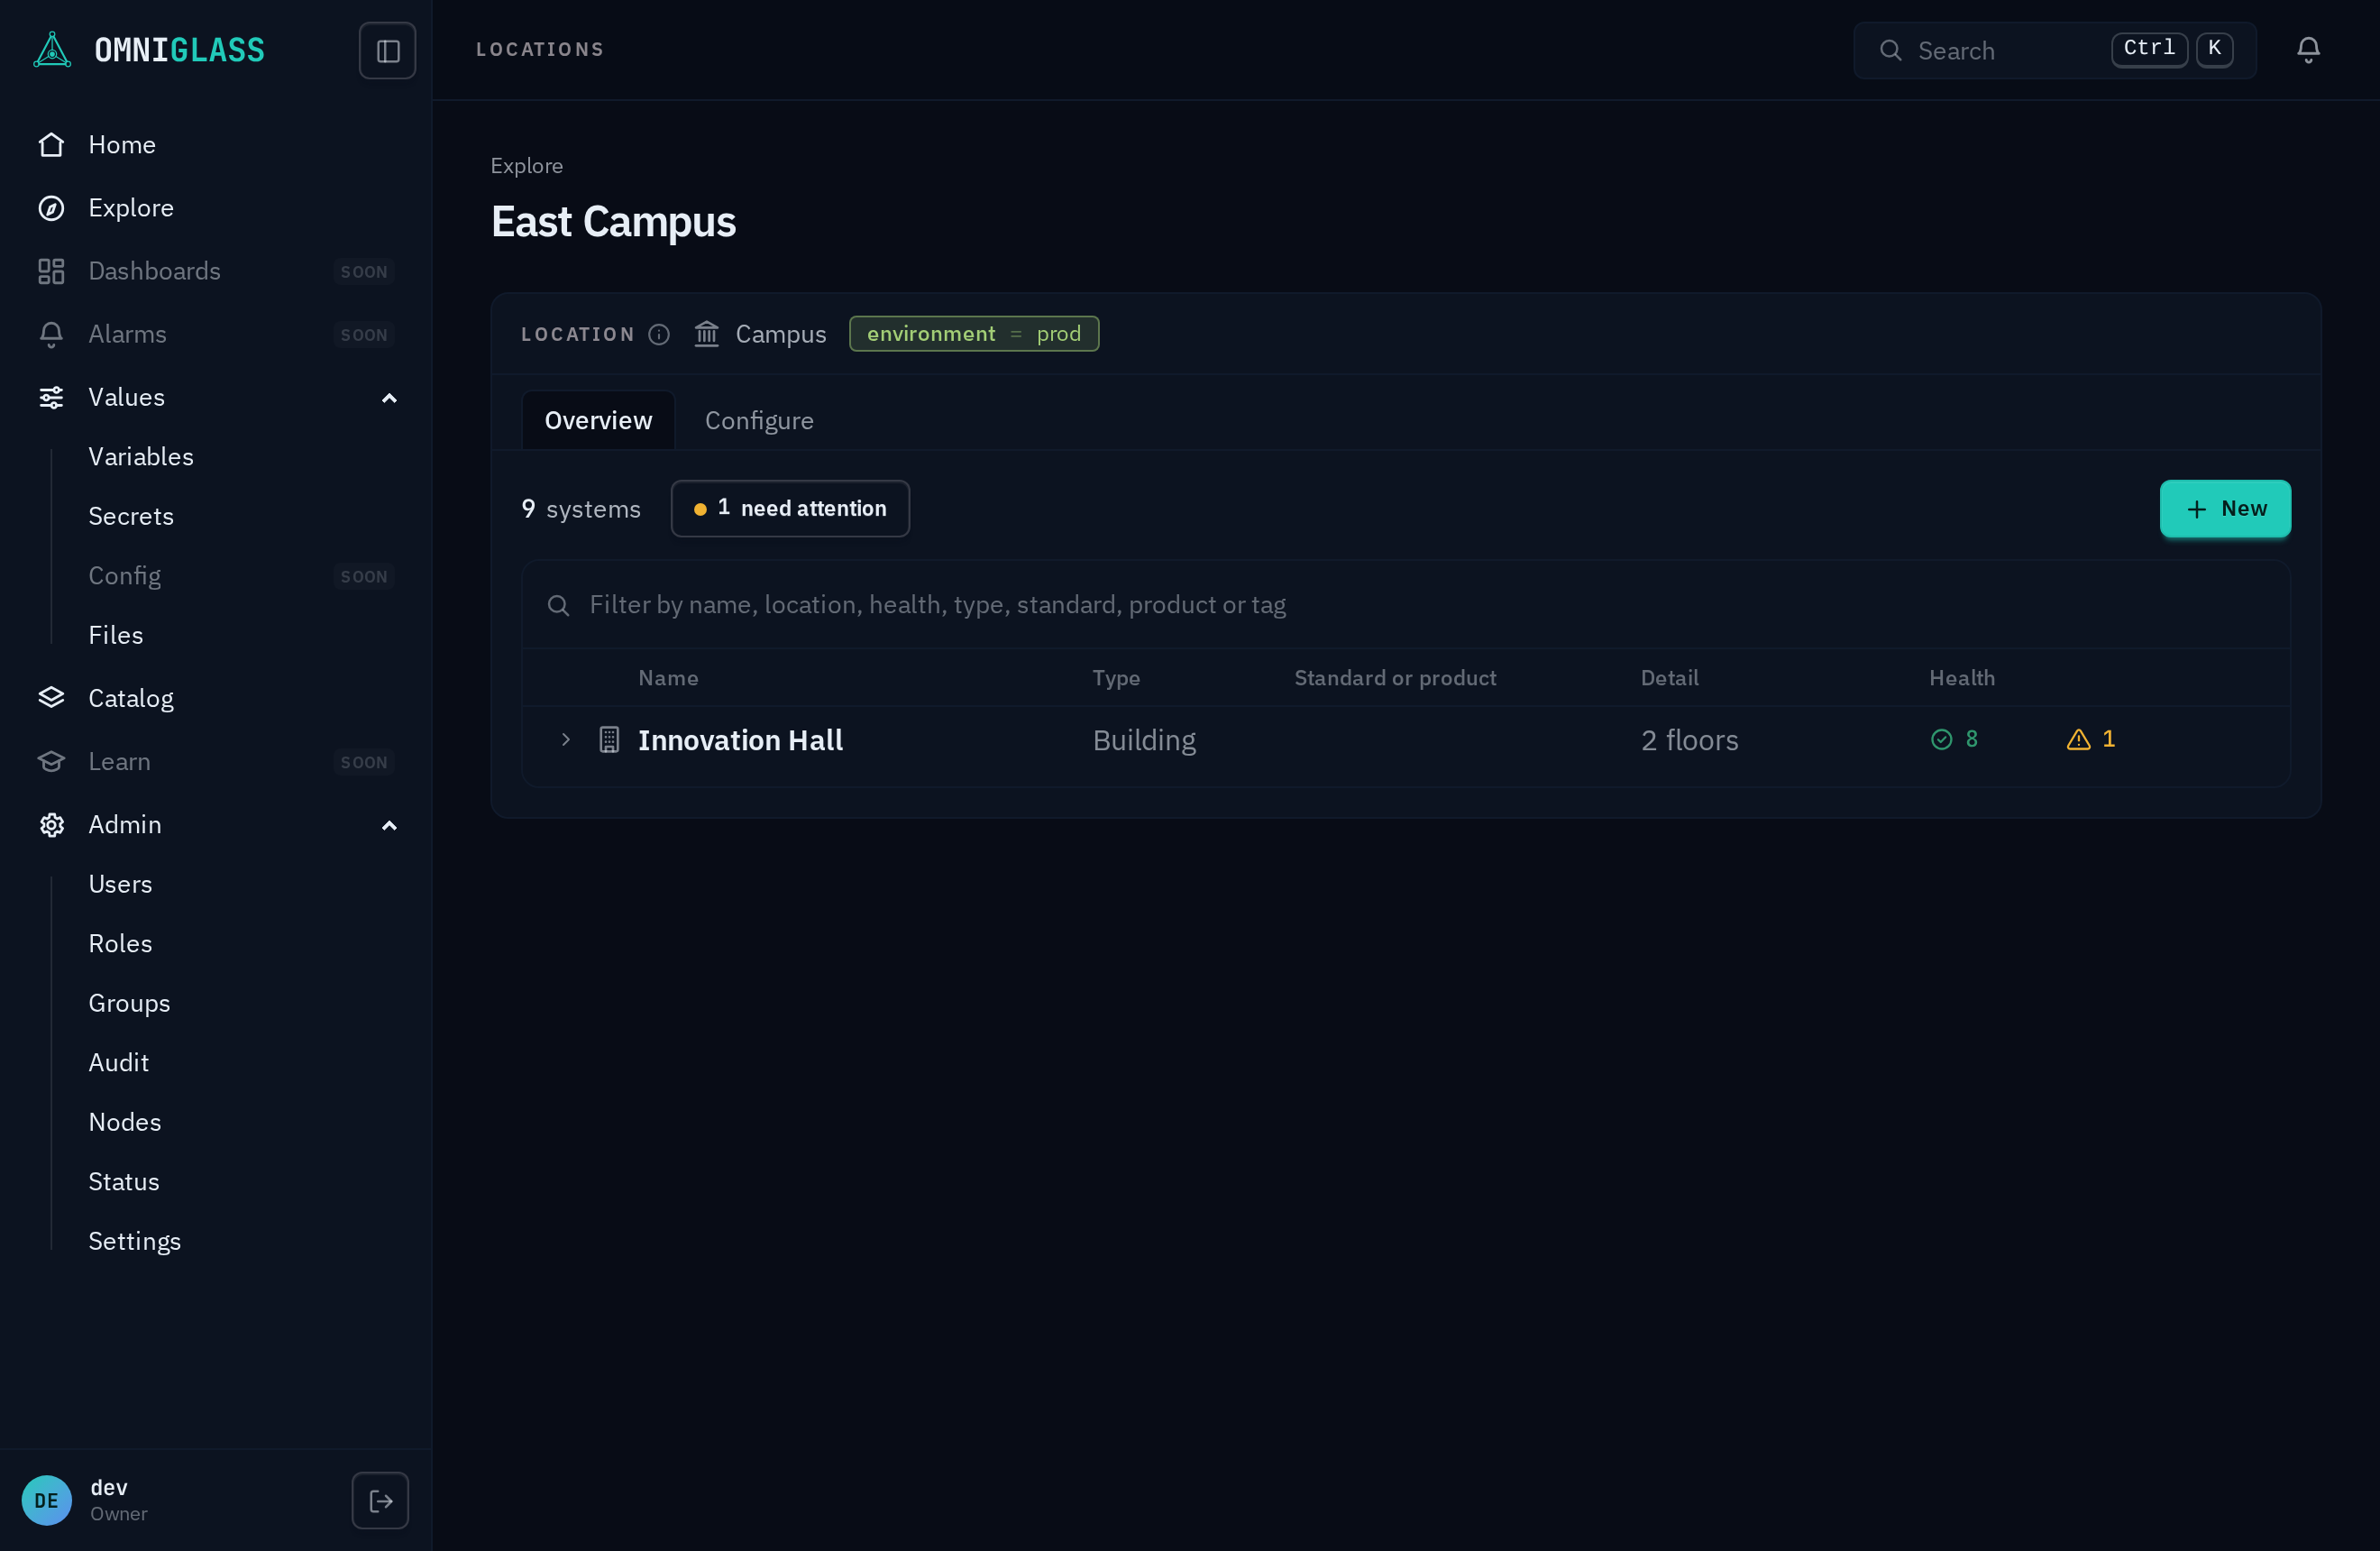 OMNIGLASS
LOCATIONS
Search Ctrl K
Home
Explore
Dashboards SOON
Alarms SOON
Values
Variables
Secrets
Config SOON
Files
Catalog
Learn SOON
Admin
Users
Roles
Groups
Audit
Nodes
Status
Settings
DE dev
Owner
Explore
East Campus
LOCATION Campus environment = prod
Overview Configure
9 systems 1 need attention New
Filter by name, location, health, type, standard, product or tag
Name Type Standard or product Detail Health
Innovation Hall Building 2 floors 8 1